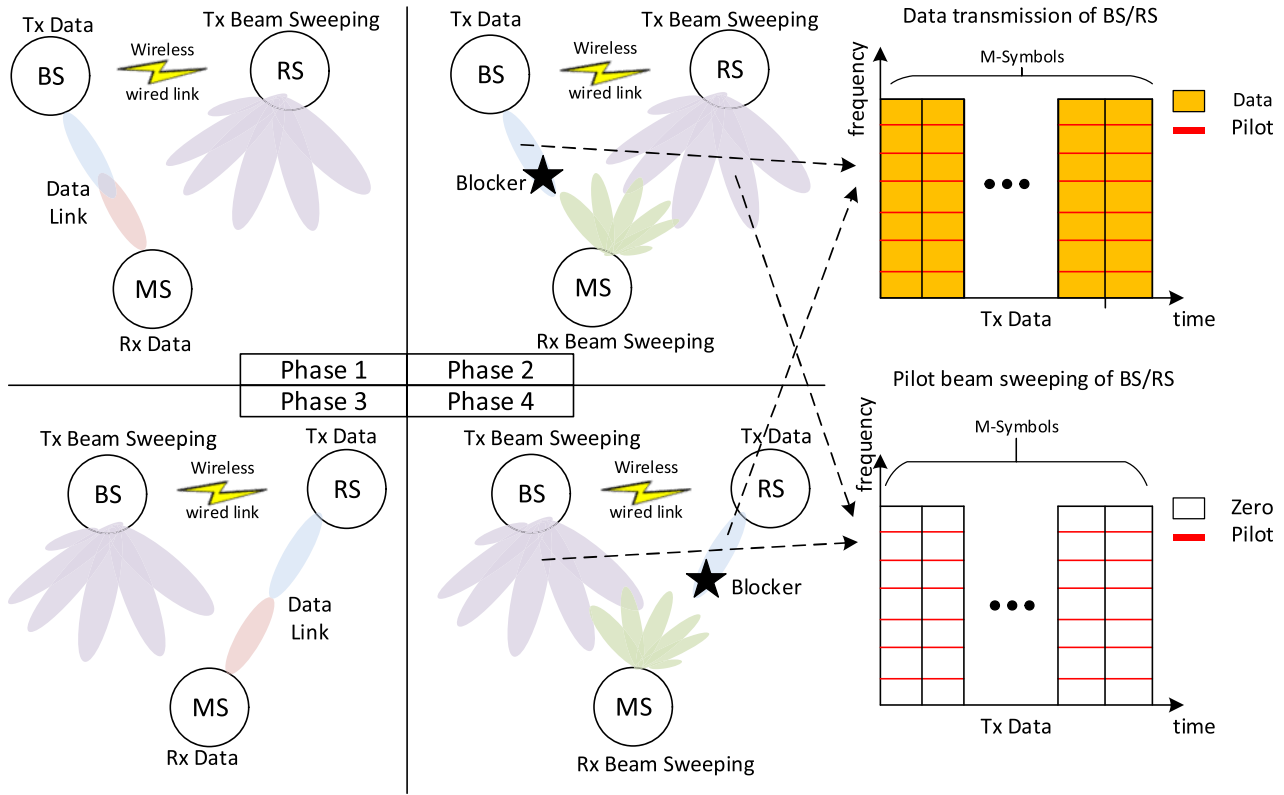 Tx Data
Tx Beam Sweeping
BS
Wireless
wired link
RS
Data
Link
MS
Rx Data
Phase 1
Tx Data
Tx Beam Sweeping
BS
Wireless
wired link
RS
Blocker
MS
Rx Beam Sweeping
Phase 2
Phase 3
Tx Beam Sweeping
Tx Data
BS
Wireless
wired link
RS
Data
Link
MS
Rx Data
Phase 4
Tx Beam Sweeping
Tx Data
BS
Wireless
wired link
RS
Blocker
MS
Rx Beam Sweeping
Data transmission of BS/RS
M-Symbols
frequency
Data
Pilot
Tx Data
time
Pilot beam sweeping of BS/RS
M-Symbols
frequency
Zero
Pilot
Tx Data
time